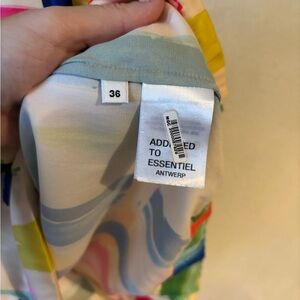 36
TO
ESSENTIEL
ANTWERP